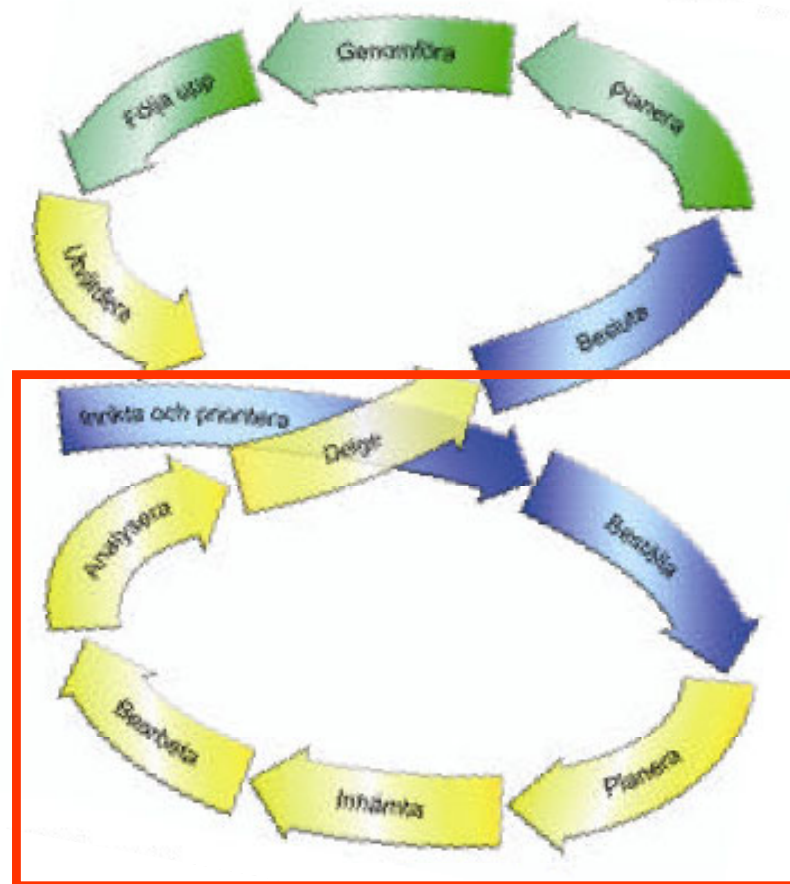 Genomföra
Planera
Följa upp
Utvärdera
Besluta
Inrikta och prioritera
Delge
Beställa
Analysera
Bearbeta
Inhämta
Planera